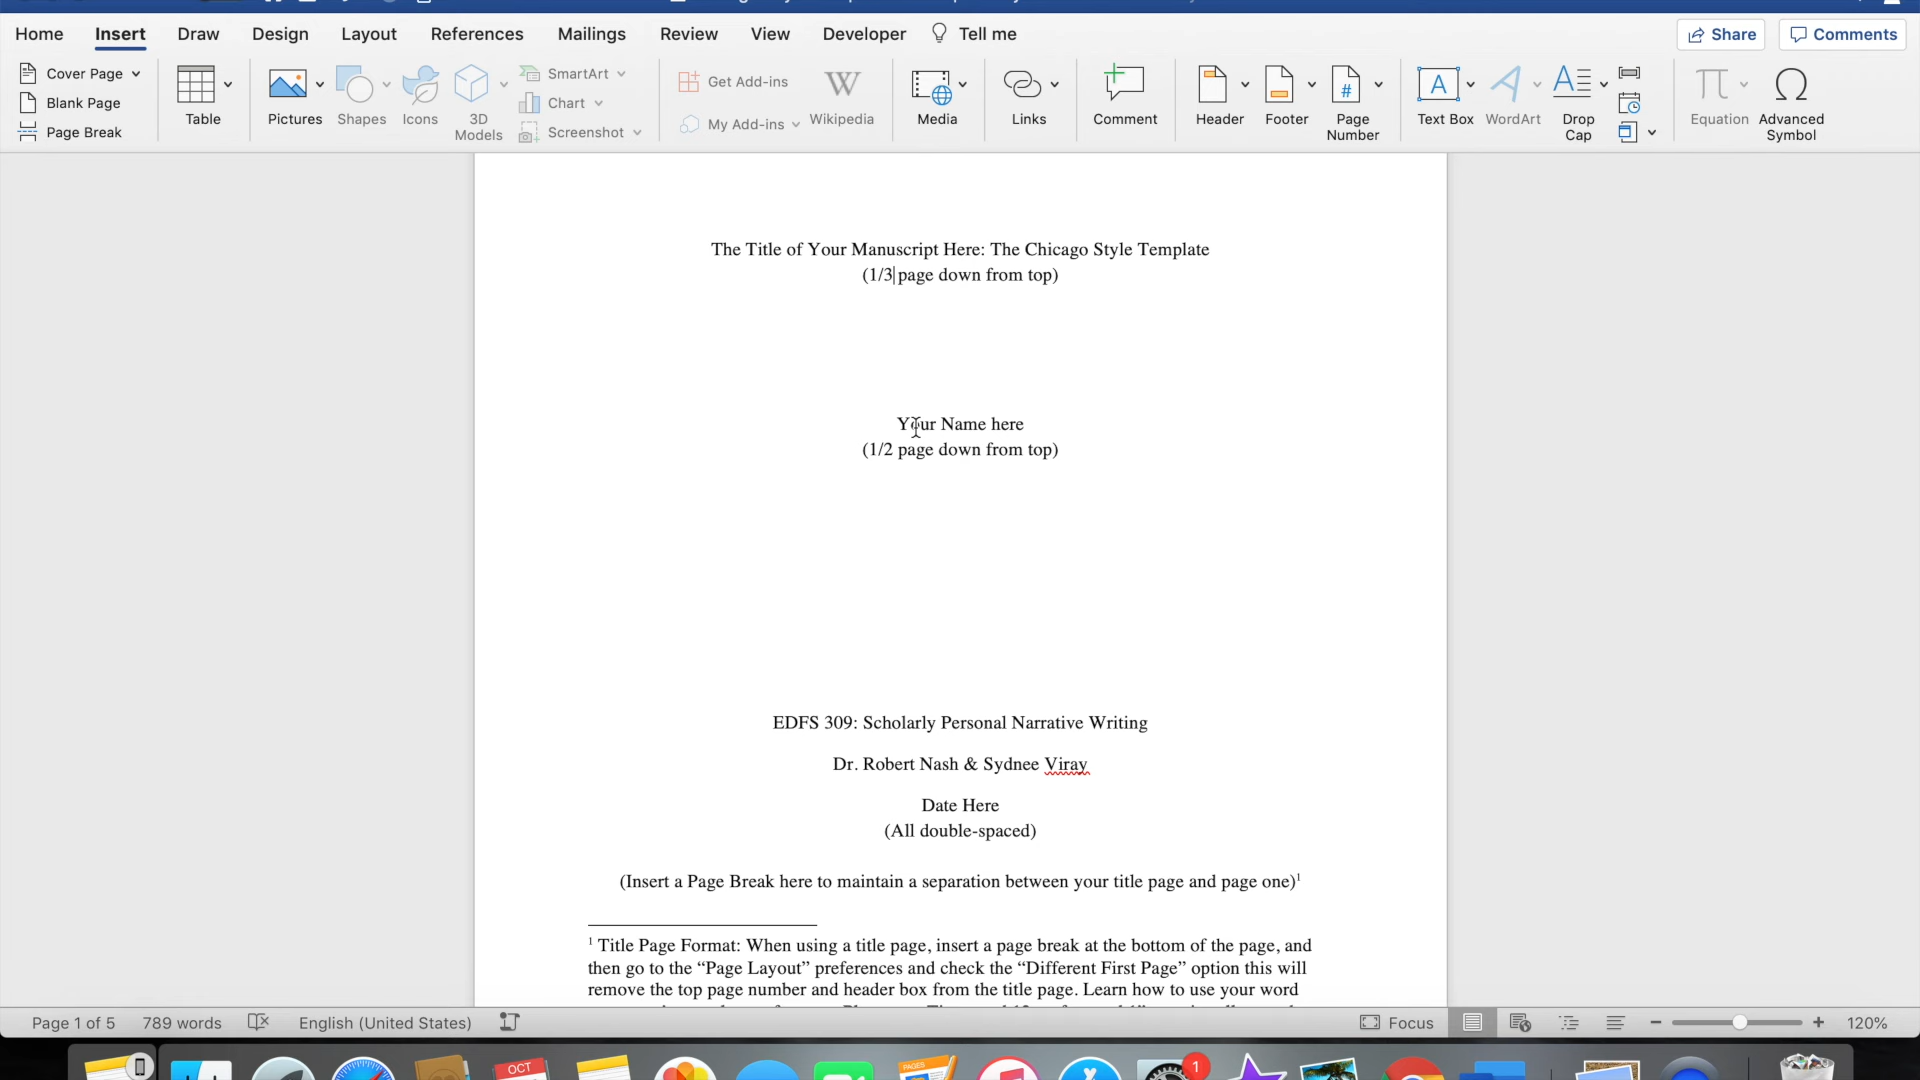 Home Insert Draw Design Layout References Mailings Review View Developer Tell me Share Comments
Cover Page
Blank Page
Page Break
Table
Pictures
Shapes
Icons
3D
Models
SmartArt
Chart
Screenshot
Get Add-ins
My Add-ins
W
Wikipedia
Media
Links
Comment
Header
Footer
#
Page
Number
A
Text Box
A
WordArt
A
Drop
Cap
π
Equation
Ω
Advanced
Symbol
The Title of Your Manuscript Here: The Chicago Style Template
(1/3 page down from top)
Your Name here
(1/2 page down from top)
EDFS 309: Scholarly Personal Narrative Writing
Dr. Robert Nash & Sydnee Viray
Date Here
(All double-spaced)
(Insert a Page Break here to maintain a separation between your title page and page one)1
1 Title Page Format: When using a title page, insert a page break at the bottom of the page, and
then go to the “Page Layout” preferences and check the “Different First Page” option this will
remove the top page number and header box from the title page. Learn how to use your word
Page 1 of 5 789 words English (United States) Focus 120%
OCT
PAGES
1